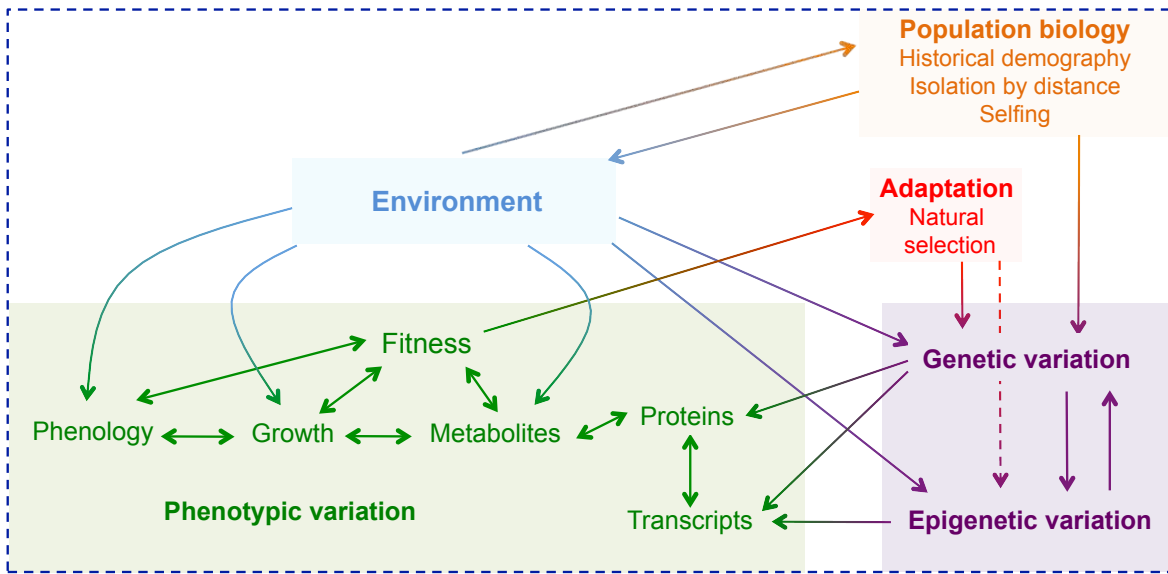 Population biology
Historical demography
Isolation by distance
Selfing
Environment
Adaptation
Natural
selection
Fitness
Genetic variation
Phenology
Growth
Metabolites
Proteins
Phenotypic variation
Transcripts
Epigenetic variation